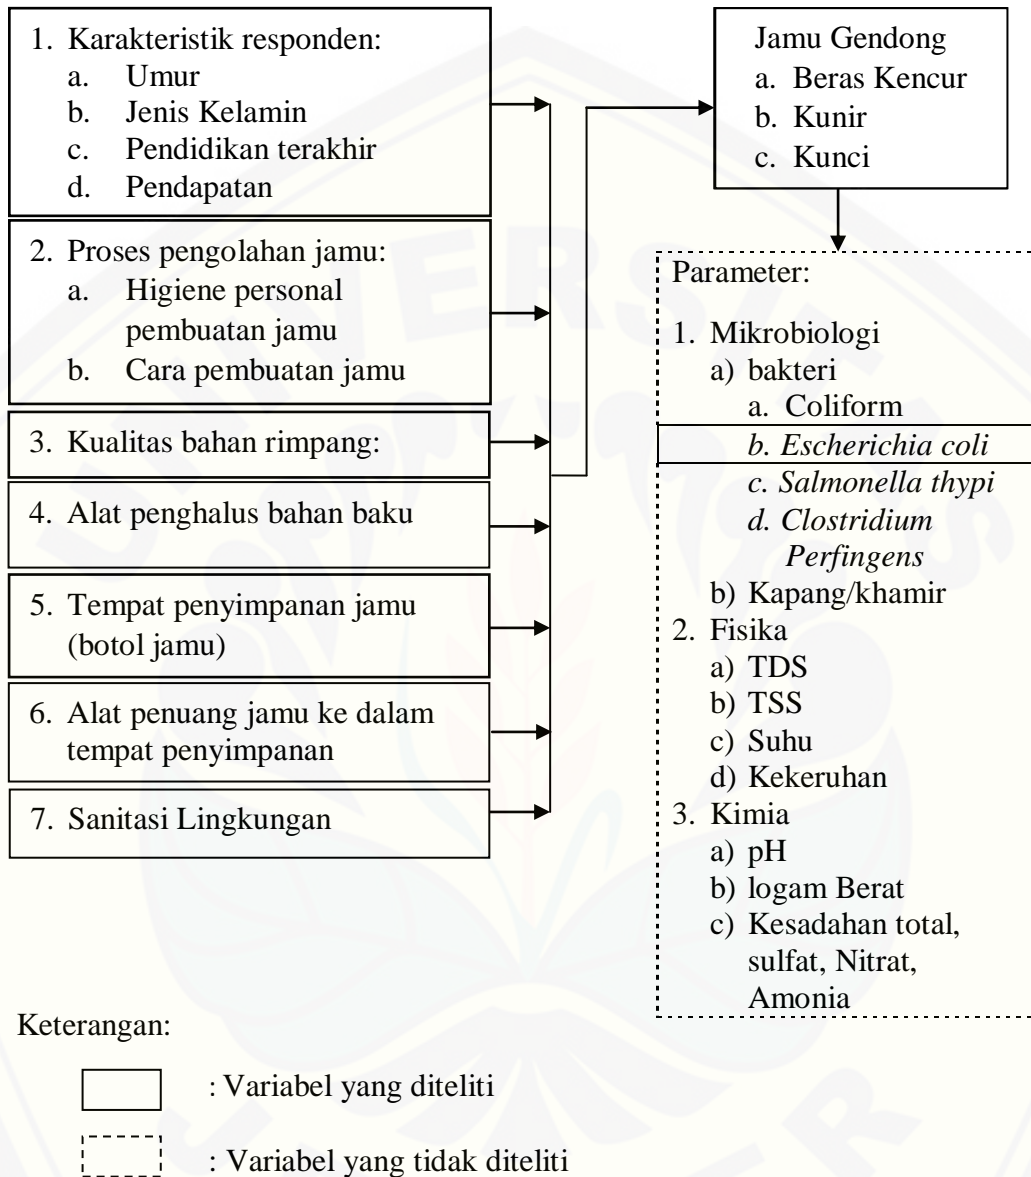 1. Karakteristik responden:
a. Umur
b. Jenis Kelamin
c. Pendidikan terakhir
d. Pendapatan
2. Proses pengolahan jamu:
a. Higiene personal
pembuatan jamu
b. Cara pembuatan jamu
3. Kualitas bahan rimpang:
4. Alat penghalus bahan baku
5. Tempat penyimpanan jamu
(botol jamu)
6. Alat penuang jamu ke dalam
tempat penyimpanan
7. Sanitasi Lingkungan
Jamu Gendong
a. Beras Kencur
b. Kunir
c. Kunci
Parameter:
1. Mikrobiologi
a) bakteri
a. Coliform
b. Escherichia coli
c. Salmonella thypi
d. Clostridium
Perfingens
b) Kapang/khamir
2. Fisika
a) TDS
b) TSS
c) Suhu
d) Kekeruhan
3. Kimia
a) pH
b) logam Berat
c) Kesadahan total,
sulfat, Nitrat,
Amonia
Keterangan:
: Variabel yang diteliti
: Variabel yang tidak diteliti